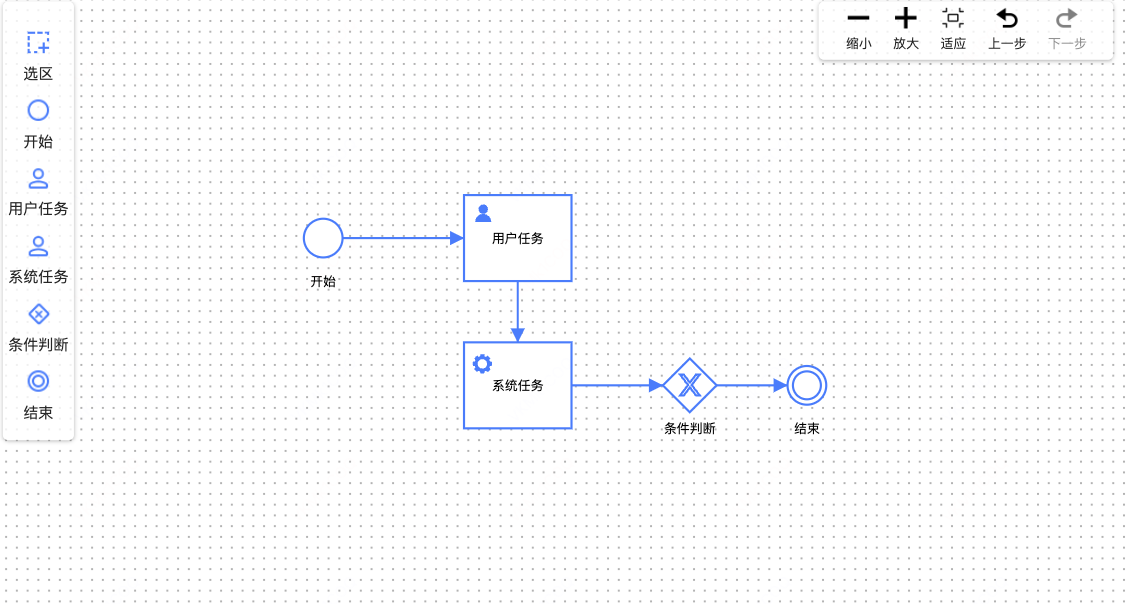 选区
开始
用户任务
系统任务
条件判断
结束
缩小 放大 适应 上一步 下一步
用户任务
开始
系统任务
条件判断 结束